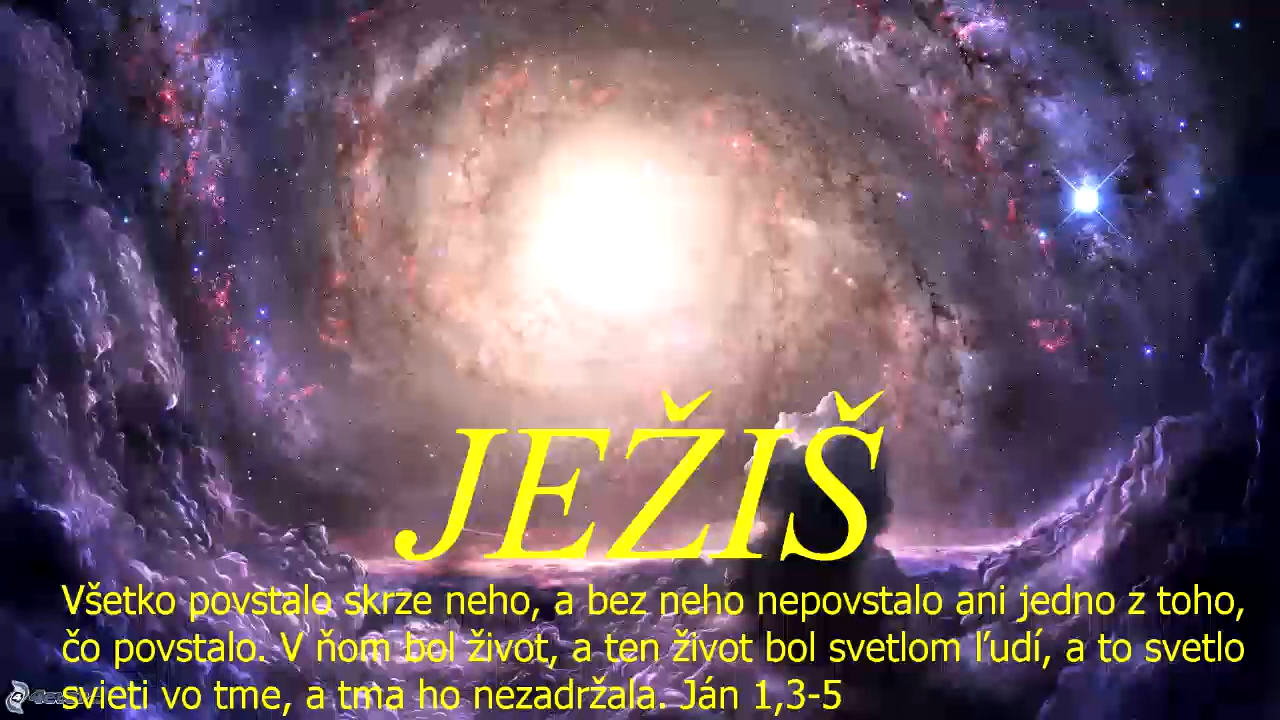 JEŽIŠ
Všetko povstalo skrze neho, a bez neho nepovstalo ani jedno z toho,
čo povstalo. V ňom bol život, a ten život bol svetlom ľudí, a to svetlo
svieti vo tme, a tma ho nezadržala. Ján 1,3-5